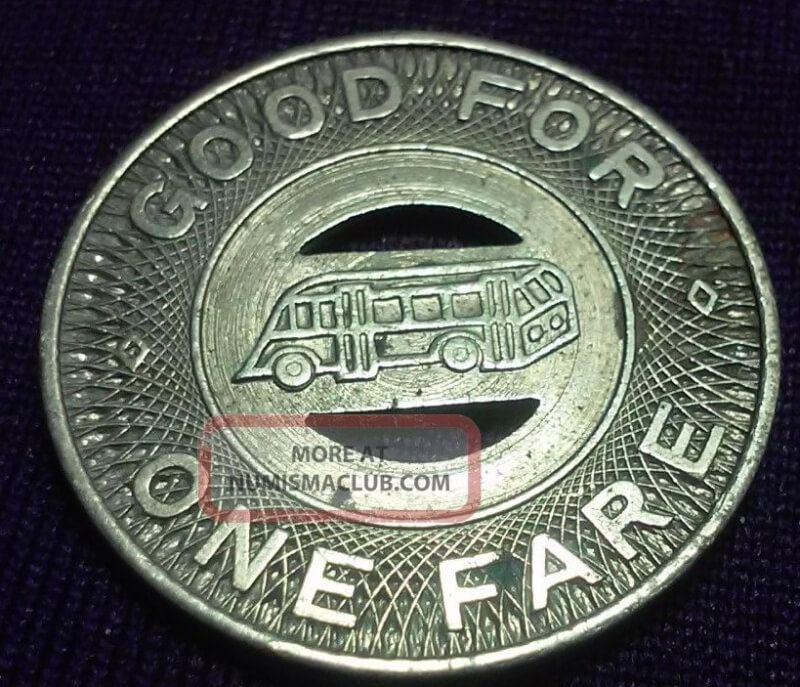 GOOD FOR
ONE FARE
MORE AT
NUMISMACLUB.COM